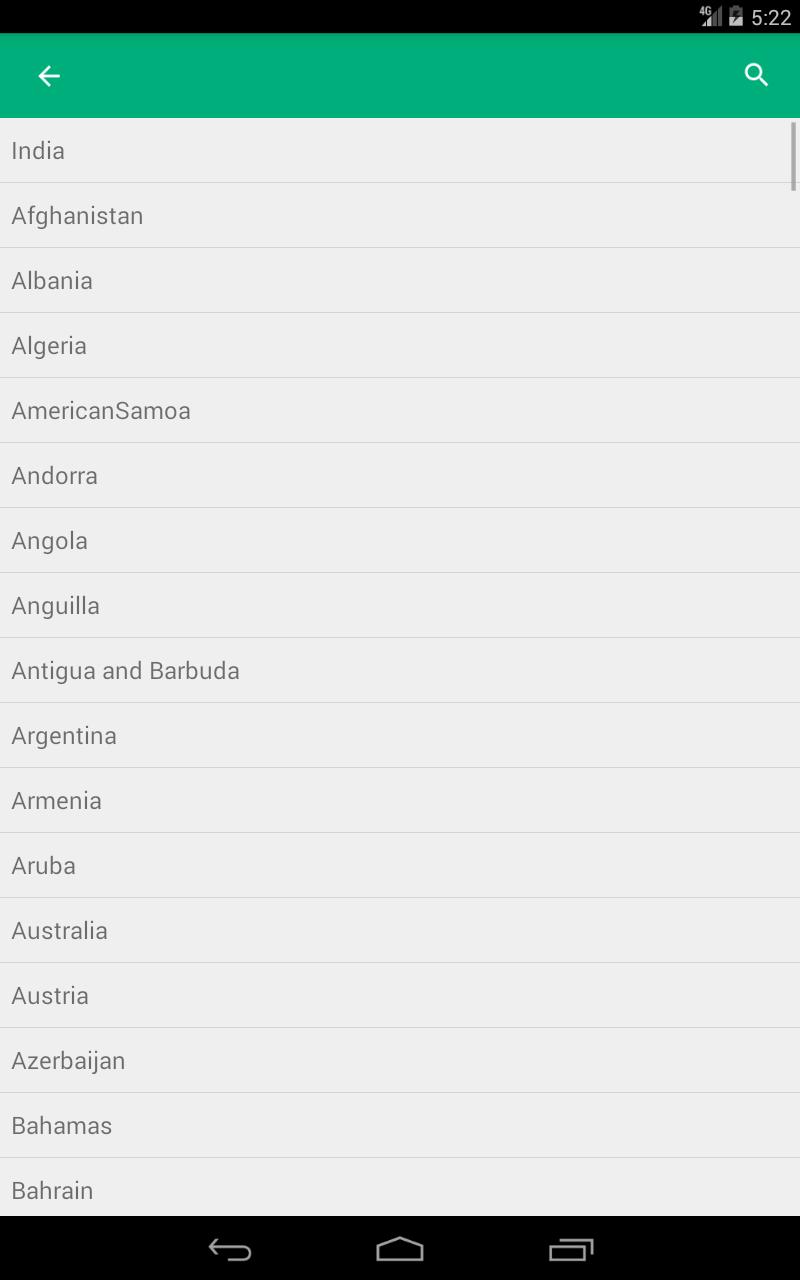 4G 5:22
India
Afghanistan
Albania
Algeria
AmericanSamoa
Andorra
Angola
Anguilla
Antigua and Barbuda
Argentina
Armenia
Aruba
Australia
Austria
Azerbaijan
Bahamas
Bahrain